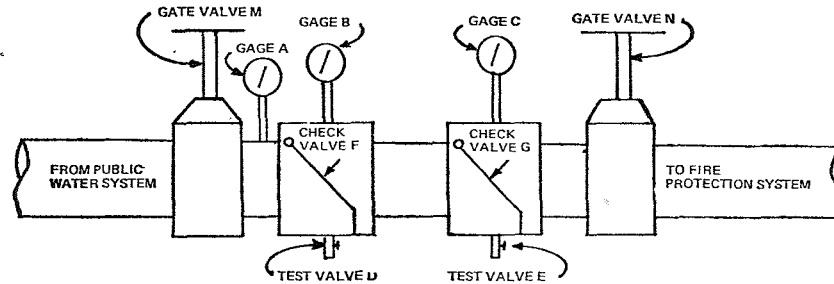 GATE VALVE M
GAGE B
GAGE C
GATE VALVE N
GAGE A
CHECK
VALVE F
CHECK
VALVE G
FROM PUBLIC
WATER SYSTEM
TO FIRE
PROTECTION SYSTEM
TEST VALVE D
TEST VALVE E